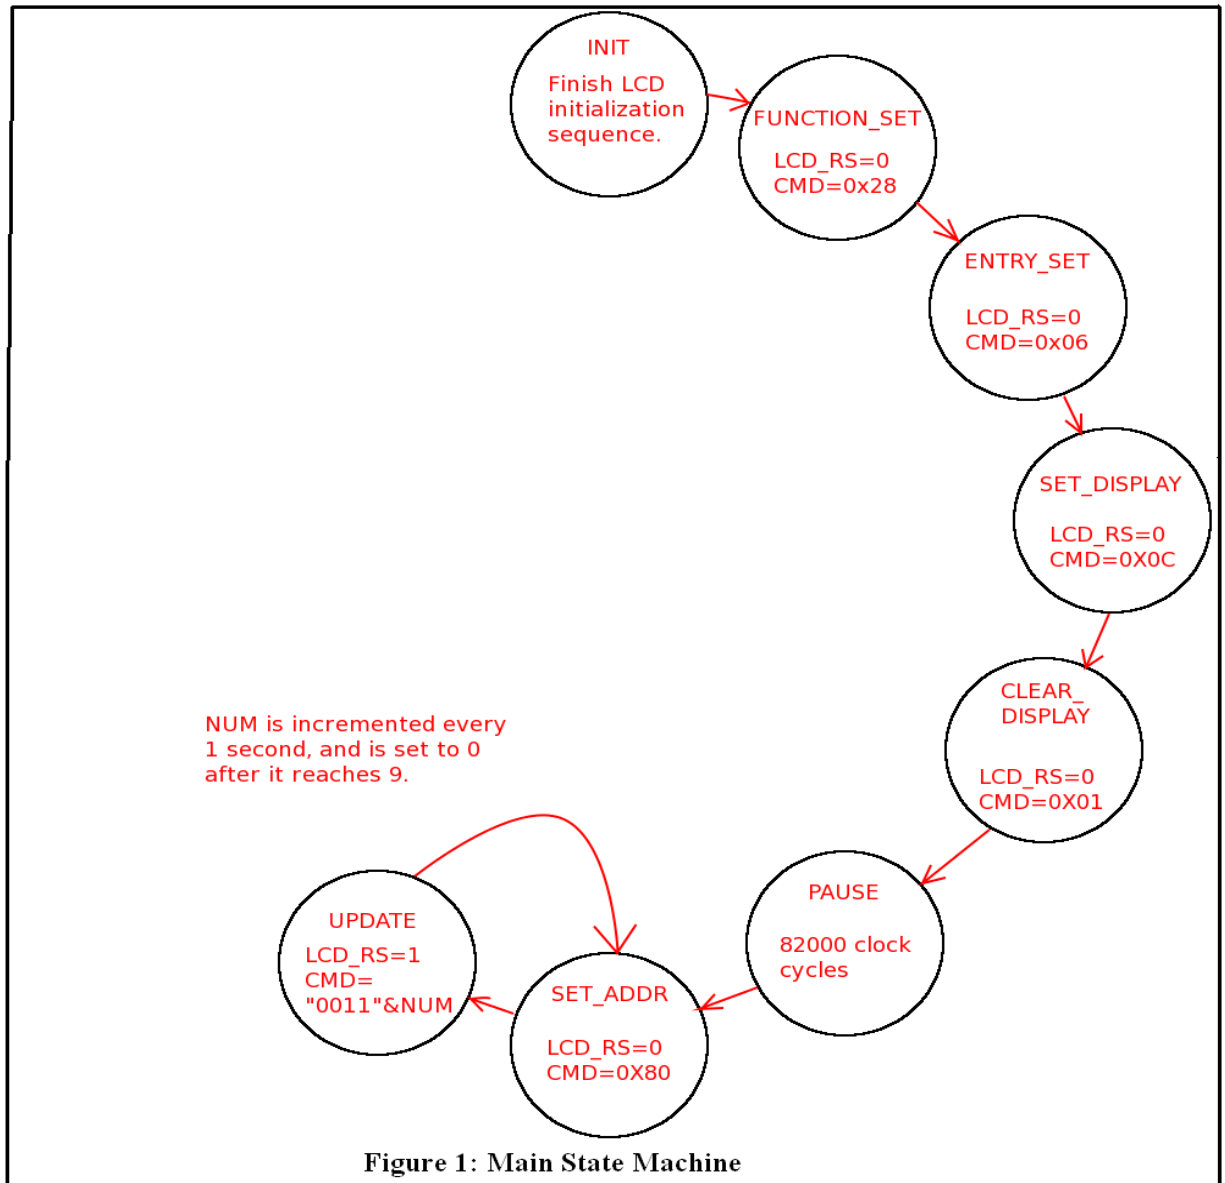 INIT
Finish LCD
initialization
sequence.
FUNCTION_SET
LCD_RS=0
CMD=0x28
ENTRY_SET
LCD_RS=0
CMD=0x06
SET_DISPLAY
LCD_RS=0
CMD=0X0C
CLEAR_
DISPLAY
LCD_RS=0
CMD=0X01
PAUSE
82000 clock
cycles
SET_ADDR
LCD_RS=0
CMD=0X80
UPDATE
LCD_RS=1
CMD=
"0011"&NUM
NUM is incremented every
1 second, and is set to 0
after it reaches 9.
Figure 1: Main State Machine